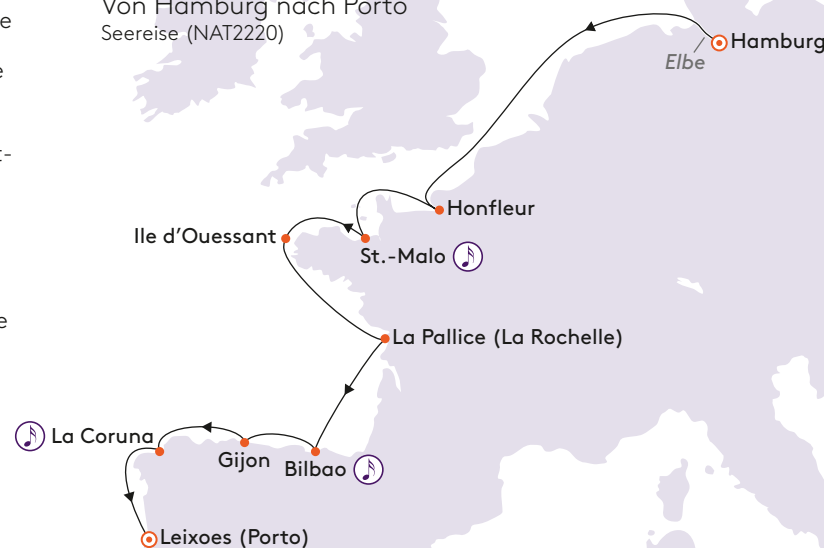 Von Hamburg nach Porto
Seereise (NAT2220)
e
e
t-
e
Hamburg
Elbe
Honfleur
Ile d’Ouessant
St.-Malo
La Pallice (La Rochelle)
La Coruna
Gijon
Bilbao
Leixoes (Porto)